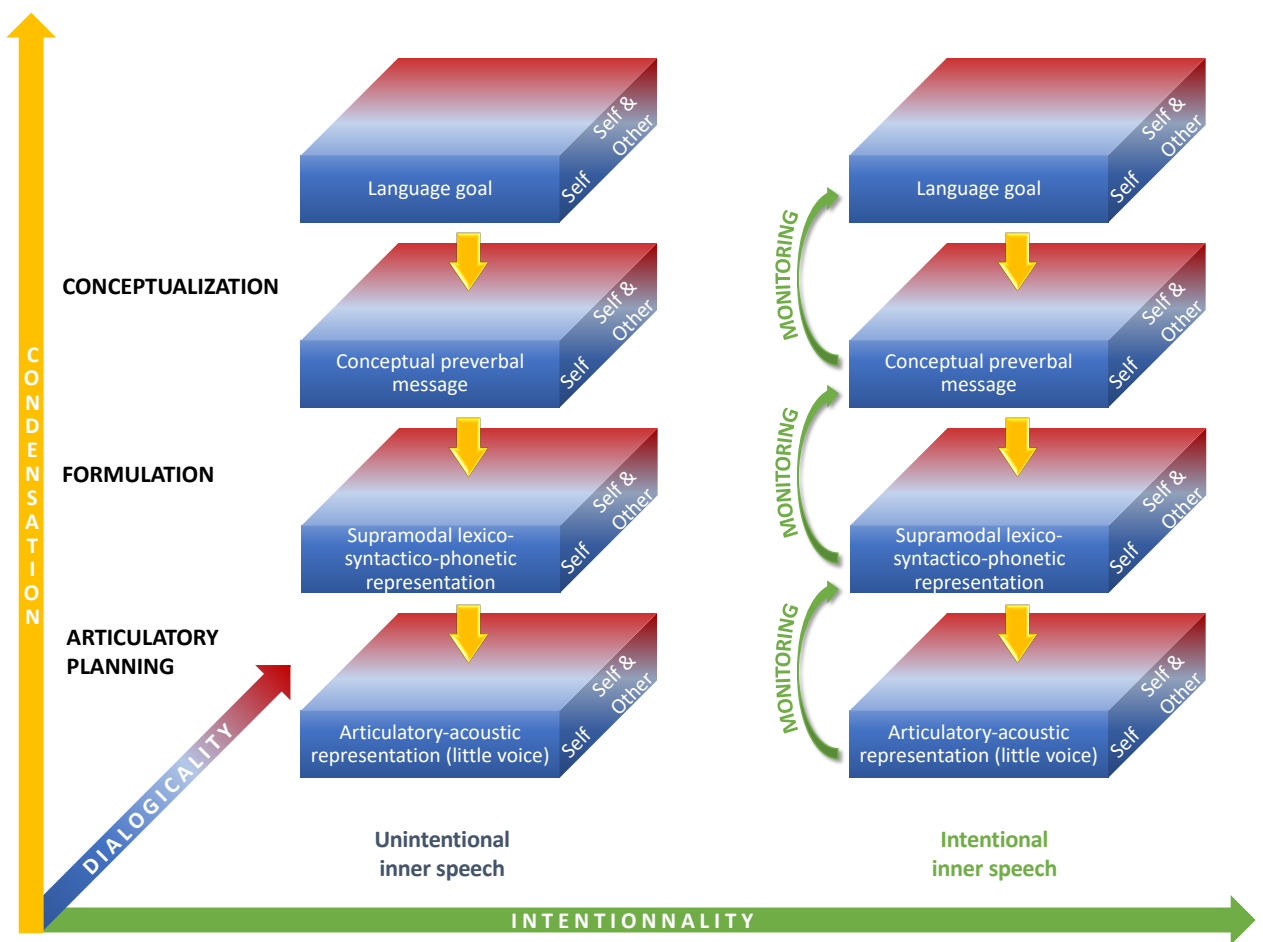 CONDENSATION
Self &
Other
Language goal
Self
Self &
Other
Language goal
Self
MONITORING
CONCEPTUALIZATION
Self &
Other
Conceptual preverbal
message
Self
Self &
Other
Conceptual preverbal
message
Self
MONITORING
FORMULATION
Self &
Other
Supramodal lexico-
syntactico-phonetic
representation
Self
Self &
Other
Supramodal lexico-
syntactico-phonetic
representation
Self
MONITORING
ARTICULATORY
PLANNING
Self &
Other
Articulatory-acoustic
representation (little voice)
Self
Self &
Other
Articulatory-acoustic
representation (little voice)
Self
DIALOGICALITY
Unintentional
inner speech
Intentional
inner speech
INTENTIONNALITY